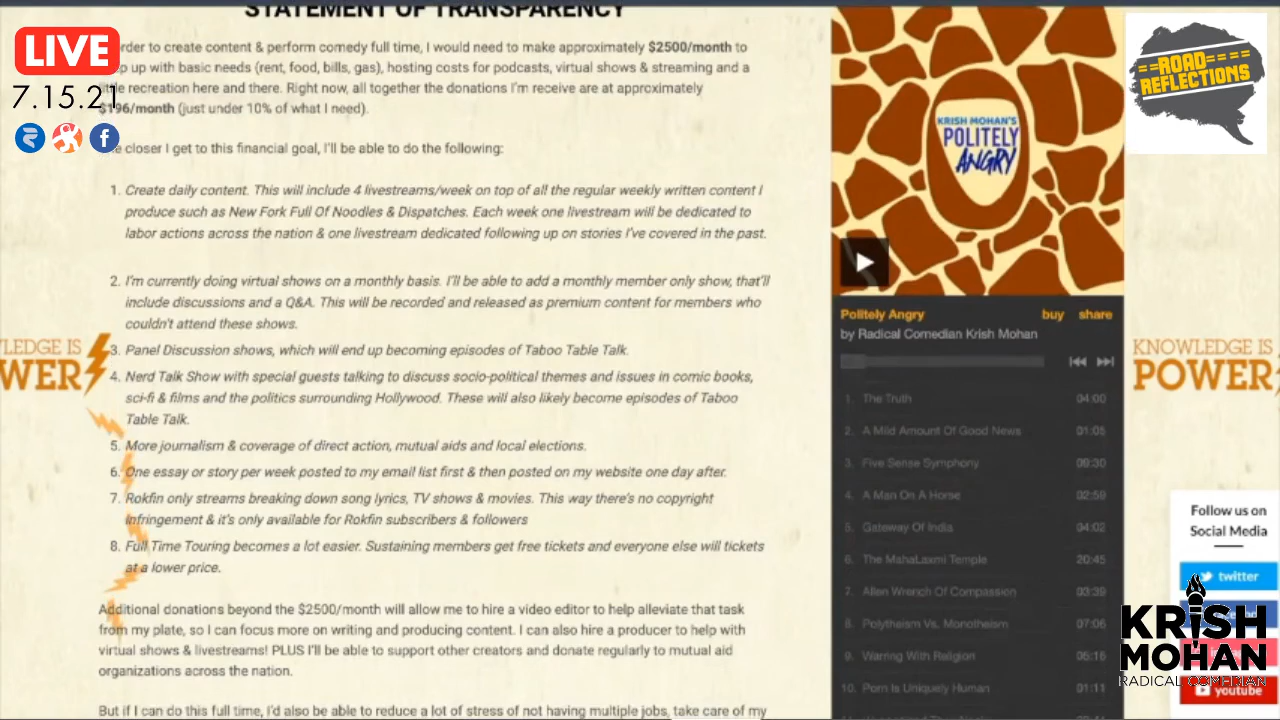 STATEMENT OF TRANSPARENCY
LIVE
7.15.21
order to create content & perform comedy full time, I would need to make approximately $2500/month to
up with basic needs (rent, food, bills, gas), hosting costs for podcasts, virtual shows & streaming and a
recreation here and there. Right now, all together the donations I'm receive are at approximately
$196/month (just under 10% of what I need).
closer I get to this financial goal, I'll be able to do the following:
1. Create daily content. This will include 4 livestreams/week on top of all the regular weekly written content I
produce such as New Fork Full Of Noodles & Dispatches. Each week one livestream will be dedicated to
labor actions across the nation & one livestream dedicated following up on stories I've covered in the past.
2. I'm currently doing virtual shows on a monthly basis. I'll be able to add a monthly member only show, that'll
include discussions and a Q&A. This will be recorded and released as premium content for members who
couldn't attend these shows.
3. Panel Discussion shows, which will end up becoming episodes of Taboo Table Talk.
4. Nerd Talk Show with special guests talking to discuss socio-political themes and issues in comic books,
sci-fi & films and the politics surrounding Hollywood. These will also likely become episodes of Taboo
Table Talk.
5. More journalism & coverage of direct action, mutual aids and local elections.
6. One essay or story per week posted to my email list first & then posted on my website one day after.
7. Rokfin only streams breaking down song lyrics, TV shows & movies. This way there's no copyright
infringement & it's only available for Rokfin subscribers & followers
8. Full Time Touring becomes a lot easier. Sustaining members get free tickets and everyone else will tickets
at a lower price.
Additional donations beyond the $2500/month will allow me to hire a video editor to help alleviate that task
from my plate, so I can focus more on writing and producing content. I can also hire a producer to help with
virtual shows & livestreams! PLUS I'll be able to support other creators and donate regularly to mutual aid
organizations across the nation.
But if I can do this full time, I'd also be able to reduce a lot of stress of not having multiple jobs, take care of my
LEDGE IS
WER
KRISH MOHAN'S
POLITELY
ANGRY
Politely Angry buy share
by Radical Comedian Krish Mohan
1. The Truth 04:00
2. A Mild Amount Of Good News 01:05
3. Five Sense Symphony 09:30
4. A Man On A Horse 02:59
5. Gateway Of India 04:02
6. The MahaLaxmi Temple 20:45
7. Allen Wrench Of Compassion 03:39
8. Polytheism Vs. Monotheism 07:06
9. Warring With Religion 05:16
10. Porn Is Uniquely Human 01:11
ROAD
REFLECTIONS
KNOWLEDGE IS
POWER
Follow us on
Social Media
twitter
KRISH
MOHAN
RADICAL COMEDIAN
youtube